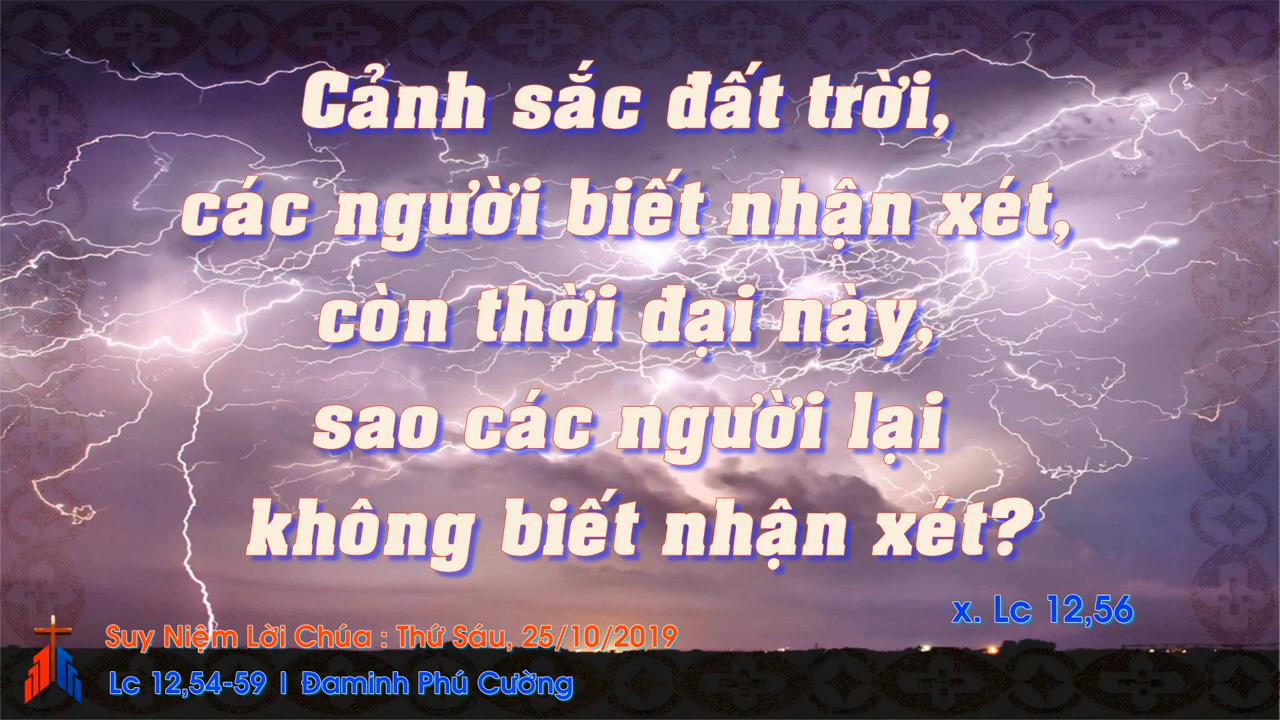 Cảnh sắc đất trời,
các người biết nhận xét,
còn thời đại này,
sao các người lại
không biết nhận xét?
x. Lc 12,56
Suy Niệm Lời Chúa : Thứ Sáu, 25/10/2019
Lc 12,54-59 | Đaminh Phú Cường